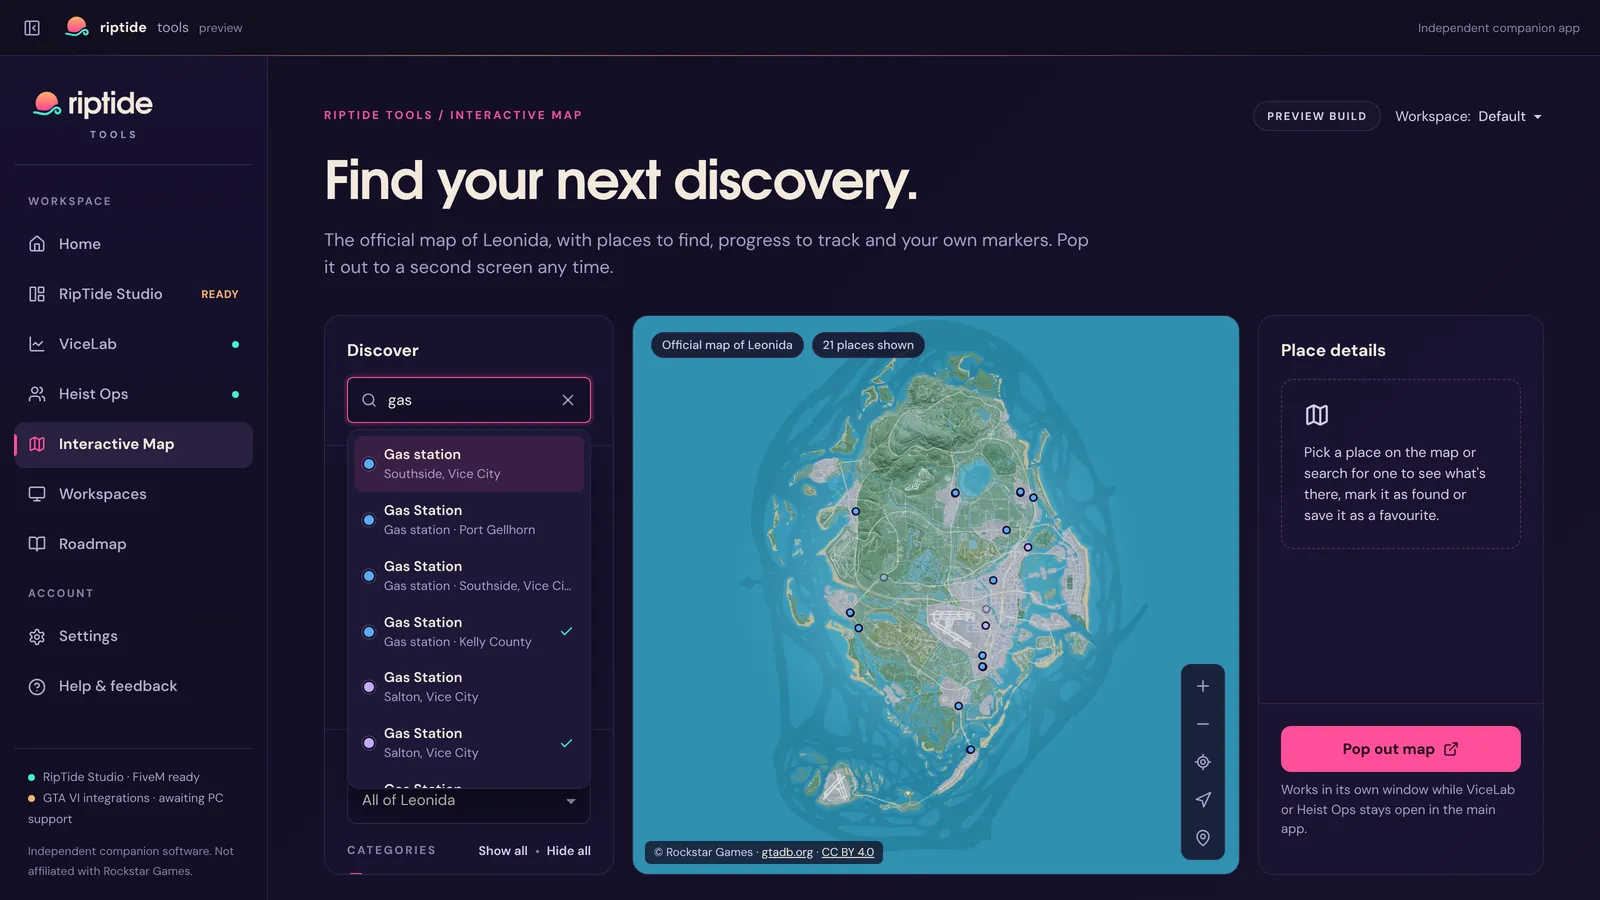 riptide tools preview
Independent companion app
riptide
TOOLS
WORKSPACE
Home
RipTide Studio READY
ViceLab
Heist Ops
Interactive Map
Workspaces
Roadmap
ACCOUNT
Settings
Help & feedback
RipTide Studio · FiveM ready
GTA VI integrations · awaiting PC
support
Independent companion software. Not
affiliated with Rockstar Games.
RIPTIDE TOOLS / INTERACTIVE MAP
PREVIEW BUILD
Workspace: Default
Find your next discovery.
The official map of Leonida, with places to find, progress to track and your own markers. Pop
it out to a second screen any time.
Discover
gas
Gas station
Southside, Vice City
Gas Station
Gas station · Port Gellhorn
Gas Station
Gas station · Southside, Vice Ci...
Gas Station
Gas station · Kelly County
Gas Station
Salton, Vice City
Gas Station
Salton, Vice City
Gas Station
All of Leonida
CATEGORIES
Show all • Hide all
Official map of Leonida
21 places shown
© Rockstar Games · gtadb.org · CC BY 4.0
Place details
Pick a place on the map or
search for one to see what's
there, mark it as found or
save it as a favourite.
Pop out map
Works in its own window while ViceLab
or Heist Ops stays open in the main
app.